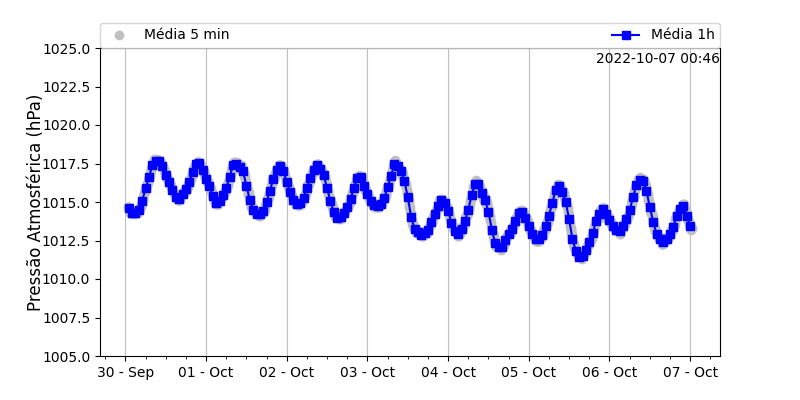 Média 5 min
Média 1h
2022-10-07 00:46
Pressão Atmosférica (hPa)
1025.0
1022.5
1020.0
1017.5
1015.0
1012.5
1010.0
1007.5
1005.0
30 - Sep
01 - Oct
02 - Oct
03 - Oct
04 - Oct
05 - Oct
06 - Oct
07 - Oct